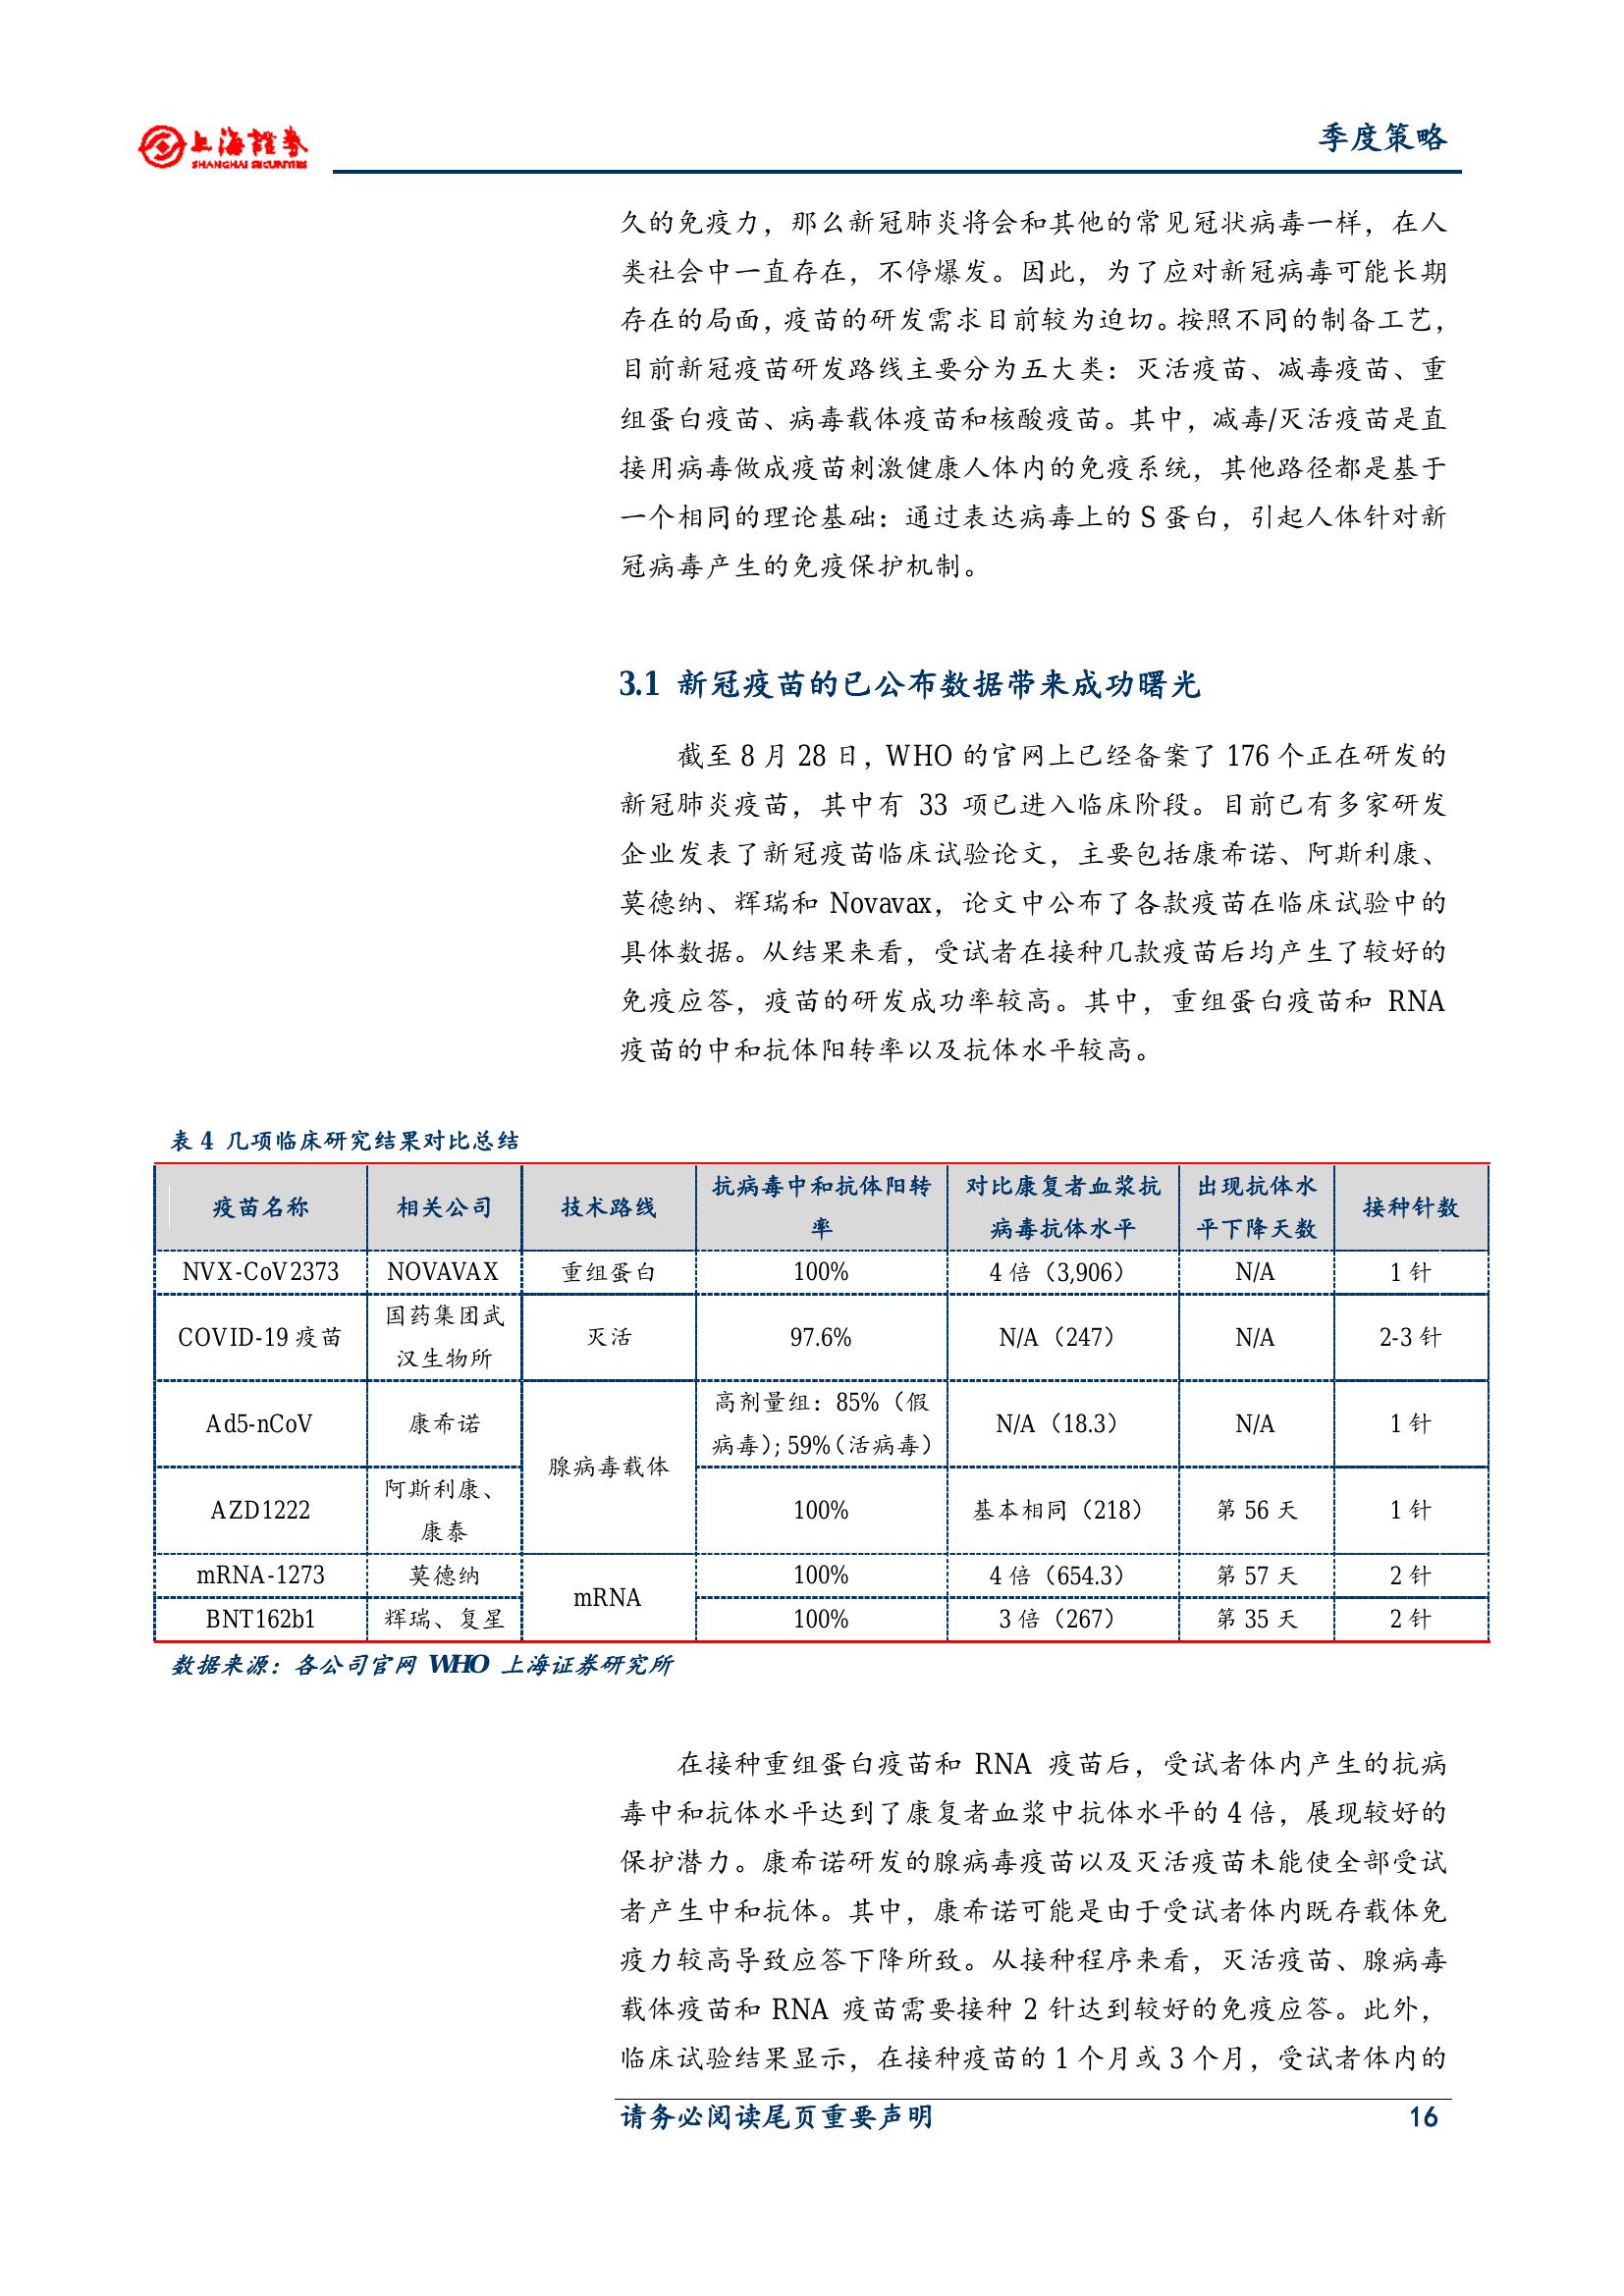 上海證券
SHANGHAI SECURITIES
季度策略
久的免疫力，那么新冠肺炎将会和其他的常见冠状病毒一样，在人
类社会中一直存在，不停爆发。因此，为了应对新冠病毒可能长期
存在的局面，疫苗的研发需求目前较为迫切。按照不同的制备工艺，
目前新冠疫苗研发路线主要分为五大类：灭活疫苗、减毒疫苗、重
组蛋白疫苗、病毒载体疫苗和核酸疫苗。其中，减毒/灭活疫苗是直
接用病毒做成疫苗刺激健康人体内的免疫系统，其他路径都是基于
一个相同的理论基础：通过表达病毒上的 S 蛋白，引起人体针对新
冠病毒产生的免疫保护机制。
3.1 新冠疫苗的已公布数据带来成功曙光
截至 8 月 28 日，WHO 的官网上已经备案了 176 个正在研发的
新冠肺炎疫苗，其中有 33 项已进入临床阶段。目前已有多家研发
企业发表了新冠疫苗临床试验论文，主要包括康希诺、阿斯利康、
莫德纳、辉瑞和 Novavax，论文中公布了各款疫苗在临床试验中的
具体数据。从结果来看，受试者在接种几款疫苗后均产生了较好的
免疫应答，疫苗的研发成功率较高。其中，重组蛋白疫苗和 RNA
疫苗的中和抗体阳转率以及抗体水平较高。
表 4 几项临床研究结果对比总结
疫苗名称 相关公司 技术路线 抗病毒中和抗体阳转 对比康复者血浆抗 出现抗体水 接种针数
率 病毒抗体水平 平下降天数
NVX-CoV2373 NOVAVAX 重组蛋白 100% 4 倍（3,906） N/A 1 针
COVID-19 疫苗 国药集团武 灭活 97.6% N/A（247） N/A 2-3 针
汉生物所
Ad5-nCoV 康希诺 腺病毒载体 高剂量组：85%（假 N/A（18.3） N/A 1 针
病毒）; 59%（活病毒）
AZD1222 阿斯利康、 100% 基本相同（218） 第 56 天 1 针
康泰
mRNA-1273 莫德纳 mRNA 100% 4 倍（654.3） 第 57 天 2 针
BNT162b1 辉瑞、复星 100% 3 倍（267） 第 35 天 2 针
数据来源：各公司官网 WHO 上海证券研究所
在接种重组蛋白疫苗和 RNA 疫苗后，受试者体内产生的抗病
毒中和抗体水平达到了康复者血浆中抗体水平的 4 倍，展现较好的
保护潜力。康希诺研发的腺病毒疫苗以及灭活疫苗未能使全部受试
者产生中和抗体。其中，康希诺可能是由于受试者体内既存载体免
疫力较高导致应答下降所致。从接种程序来看，灭活疫苗、腺病毒
载体疫苗和 RNA 疫苗需要接种 2 针达到较好的免疫应答。此外，
临床试验结果显示，在接种疫苗的 1 个月或 3 个月，受试者体内的
请务必阅读尾页重要声明 16